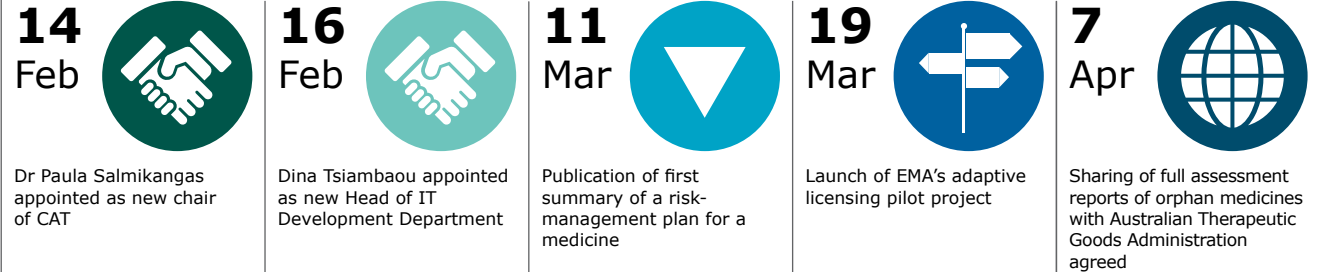 14
Feb
Dr Paula Salmikangas
appointed as new chair
of CAT
16
Feb
Dina Tsiambaou appointed
as new Head of IT
Development Department
11
Mar
Publication of first
summary of a risk-
management plan for a
medicine
19
Mar
Launch of EMA’s adaptive
licensing pilot project
7
Apr
Sharing of full assessment
reports of orphan medicines
with Australian Therapeutic
Goods Administration
agreed